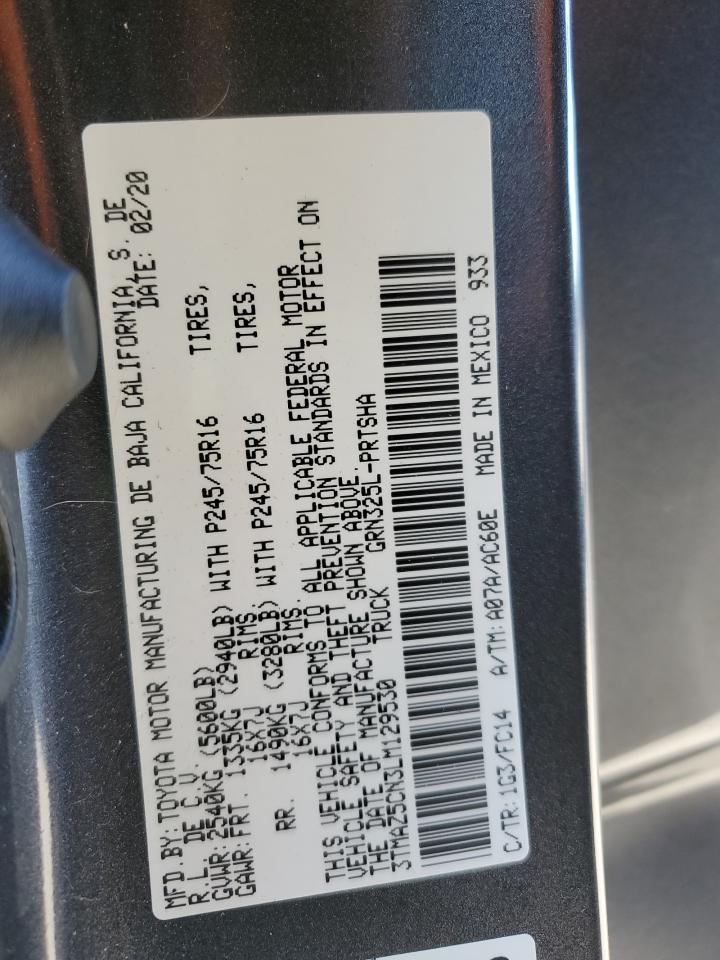 MFD.BY:TOYOTA MOTOR MANUFACTURING DE BAJA CALIFORNIA,S. DE
R.L. DE C.V. DATE: 02/20
GVWR: 2540KG (5600LB)
GAWR:FRT. 1335KG (2940LB) WITH P245/75R16 TIRES,
16X7J RIMS.
RR. 1490KG (3280LB) WITH P245/75R16 TIRES,
16X7J RIMS.
THIS VEHICLE CONFORMS TO ALL APPLICABLE FEDERAL MOTOR
VEHICLE SAFETY AND THEFT PREVENTION STANDARDS IN EFFECT ON
THE DATE OF MANUFACTURE SHOWN ABOVE.
3TMAZ5CN3LM129530 TRUCK GRN325L-PRTSHA
C/TR:1G3/FC14 A/TM:A07A/AC60E MADE IN MEXICO 933